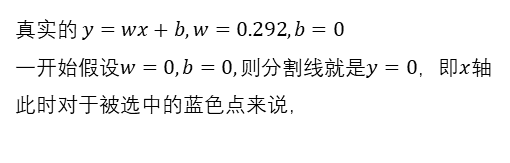 真实的 y = wx + b, w = 0.292, b = 0
一开始假设w = 0, b = 0, 则分割线就是y = 0，即x轴
此时对于被选中的蓝色点来说,